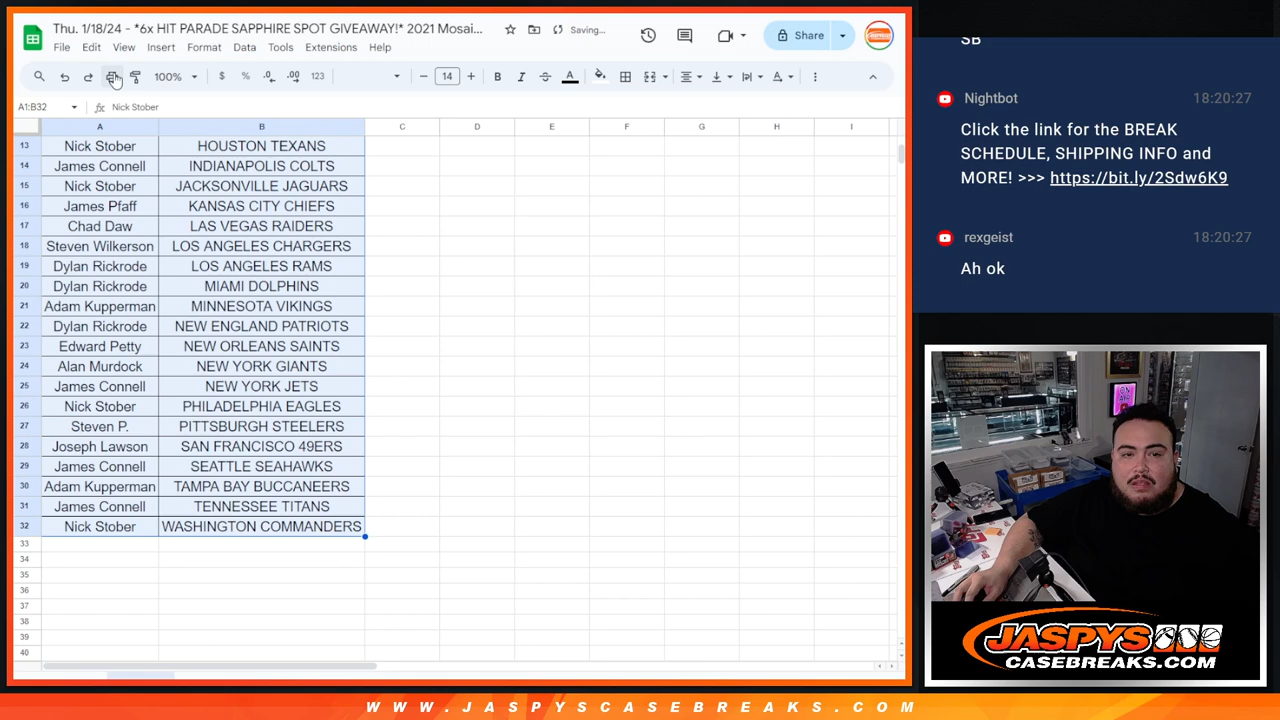 Thu. 1/18/24 - *6x HIT PARADE SAPPHIRE SPOT GIVEAWAY!* 2021 Mosai...
Saving...
Share
File Edit View Insert Format Data Tools Extensions Help
100% $ % .0 .00 123 14 B I A
A1:B32 fx Nick Stober
A B C D E F G H I
13 Nick Stober HOUSTON TEXANS
14 James Connell INDIANAPOLIS COLTS
15 Nick Stober JACKSONVILLE JAGUARS
16 James Pfaff KANSAS CITY CHIEFS
17 Chad Daw LAS VEGAS RAIDERS
18 Steven Wilkerson LOS ANGELES CHARGERS
19 Dylan Rickrode LOS ANGELES RAMS
20 Dylan Rickrode MIAMI DOLPHINS
21 Adam Kupperman MINNESOTA VIKINGS
22 Dylan Rickrode NEW ENGLAND PATRIOTS
23 Edward Petty NEW ORLEANS SAINTS
24 Alan Murdock NEW YORK GIANTS
25 James Connell NEW YORK JETS
26 Nick Stober PHILADELPHIA EAGLES
27 Steven P. PITTSBURGH STEELERS
28 Joseph Lawson SAN FRANCISCO 49ERS
29 James Connell SEATTLE SEAHAWKS
30 Adam Kupperman TAMPA BAY BUCCANEERS
31 James Connell TENNESSEE TITANS
32 Nick Stober WASHINGTON COMMANDERS
33
34
35
36
37
38
39
40
SB
Nightbot 18:20:27
Click the link for the BREAK
SCHEDULE, SHIPPING INFO and
MORE! >>> https://bit.ly/2Sdw6K9
rexgeist 18:20:27
Ah ok
ON
JASPYS
CASEBREAKS.COM
WWW.JASPYSCASEBREAKS.COM